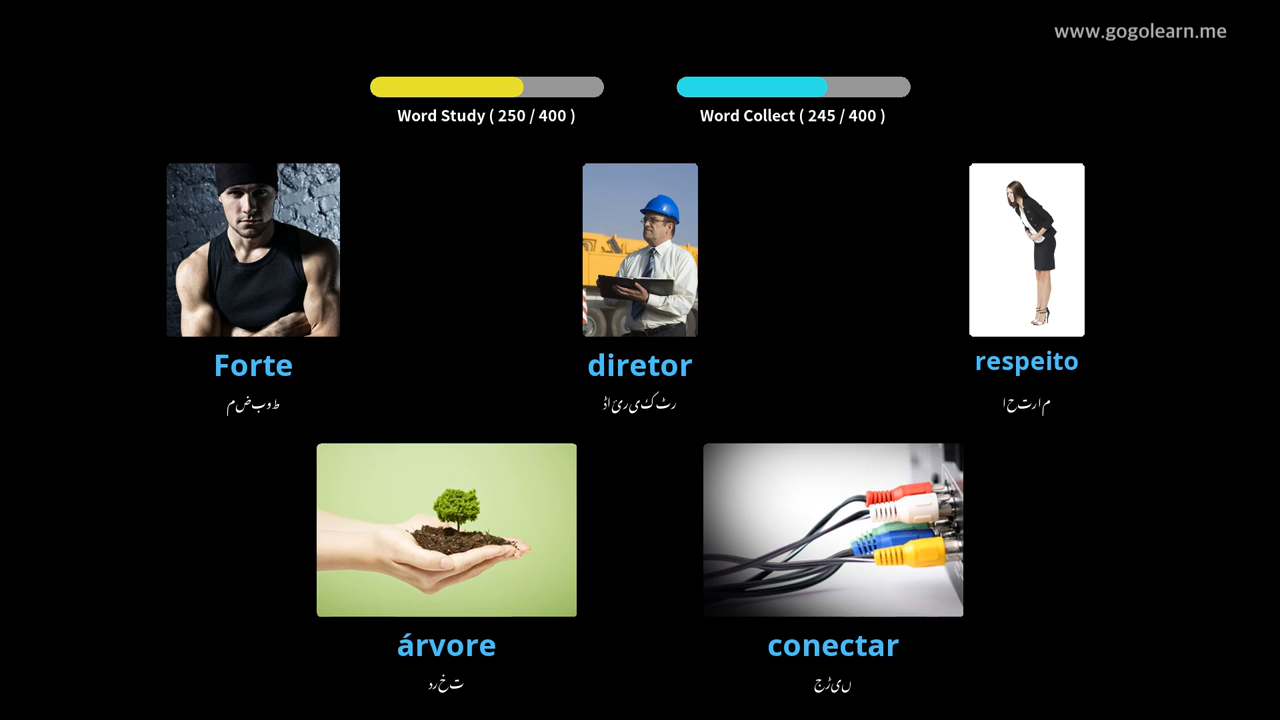 www.gogolearn.me
Word Study ( 250 / 400 )
Word Collect ( 245 / 400 )
Forte
مضبوط
diretor
ڈائریکٹر
respeito
احترام
árvore
درخت
conectar
جڑیں